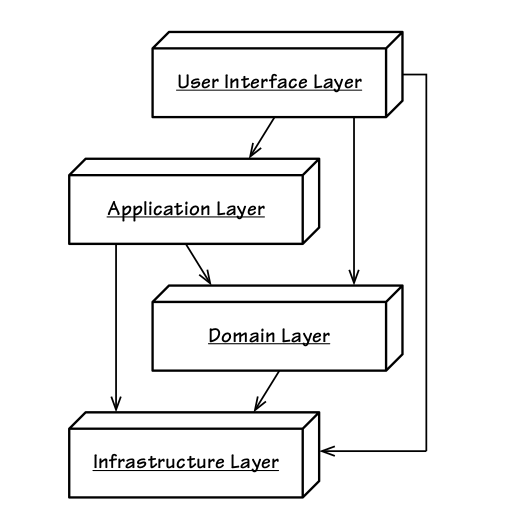 User Interface Layer
Application Layer
Domain Layer
Infrastructure Layer